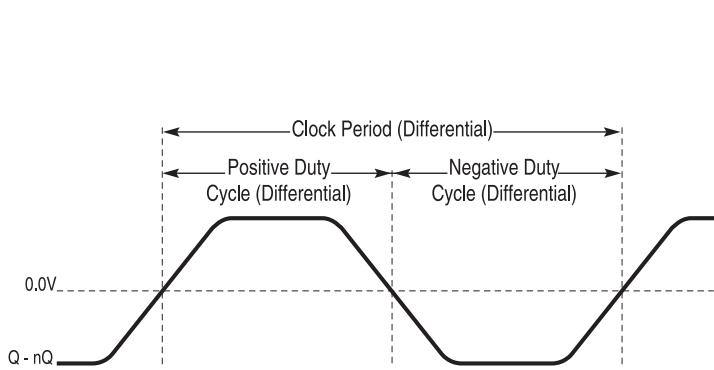 Clock Period (Differential)
Positive Duty
Cycle (Differential)
Negative Duty
Cycle (Differential)
0.0V
Q - nQ